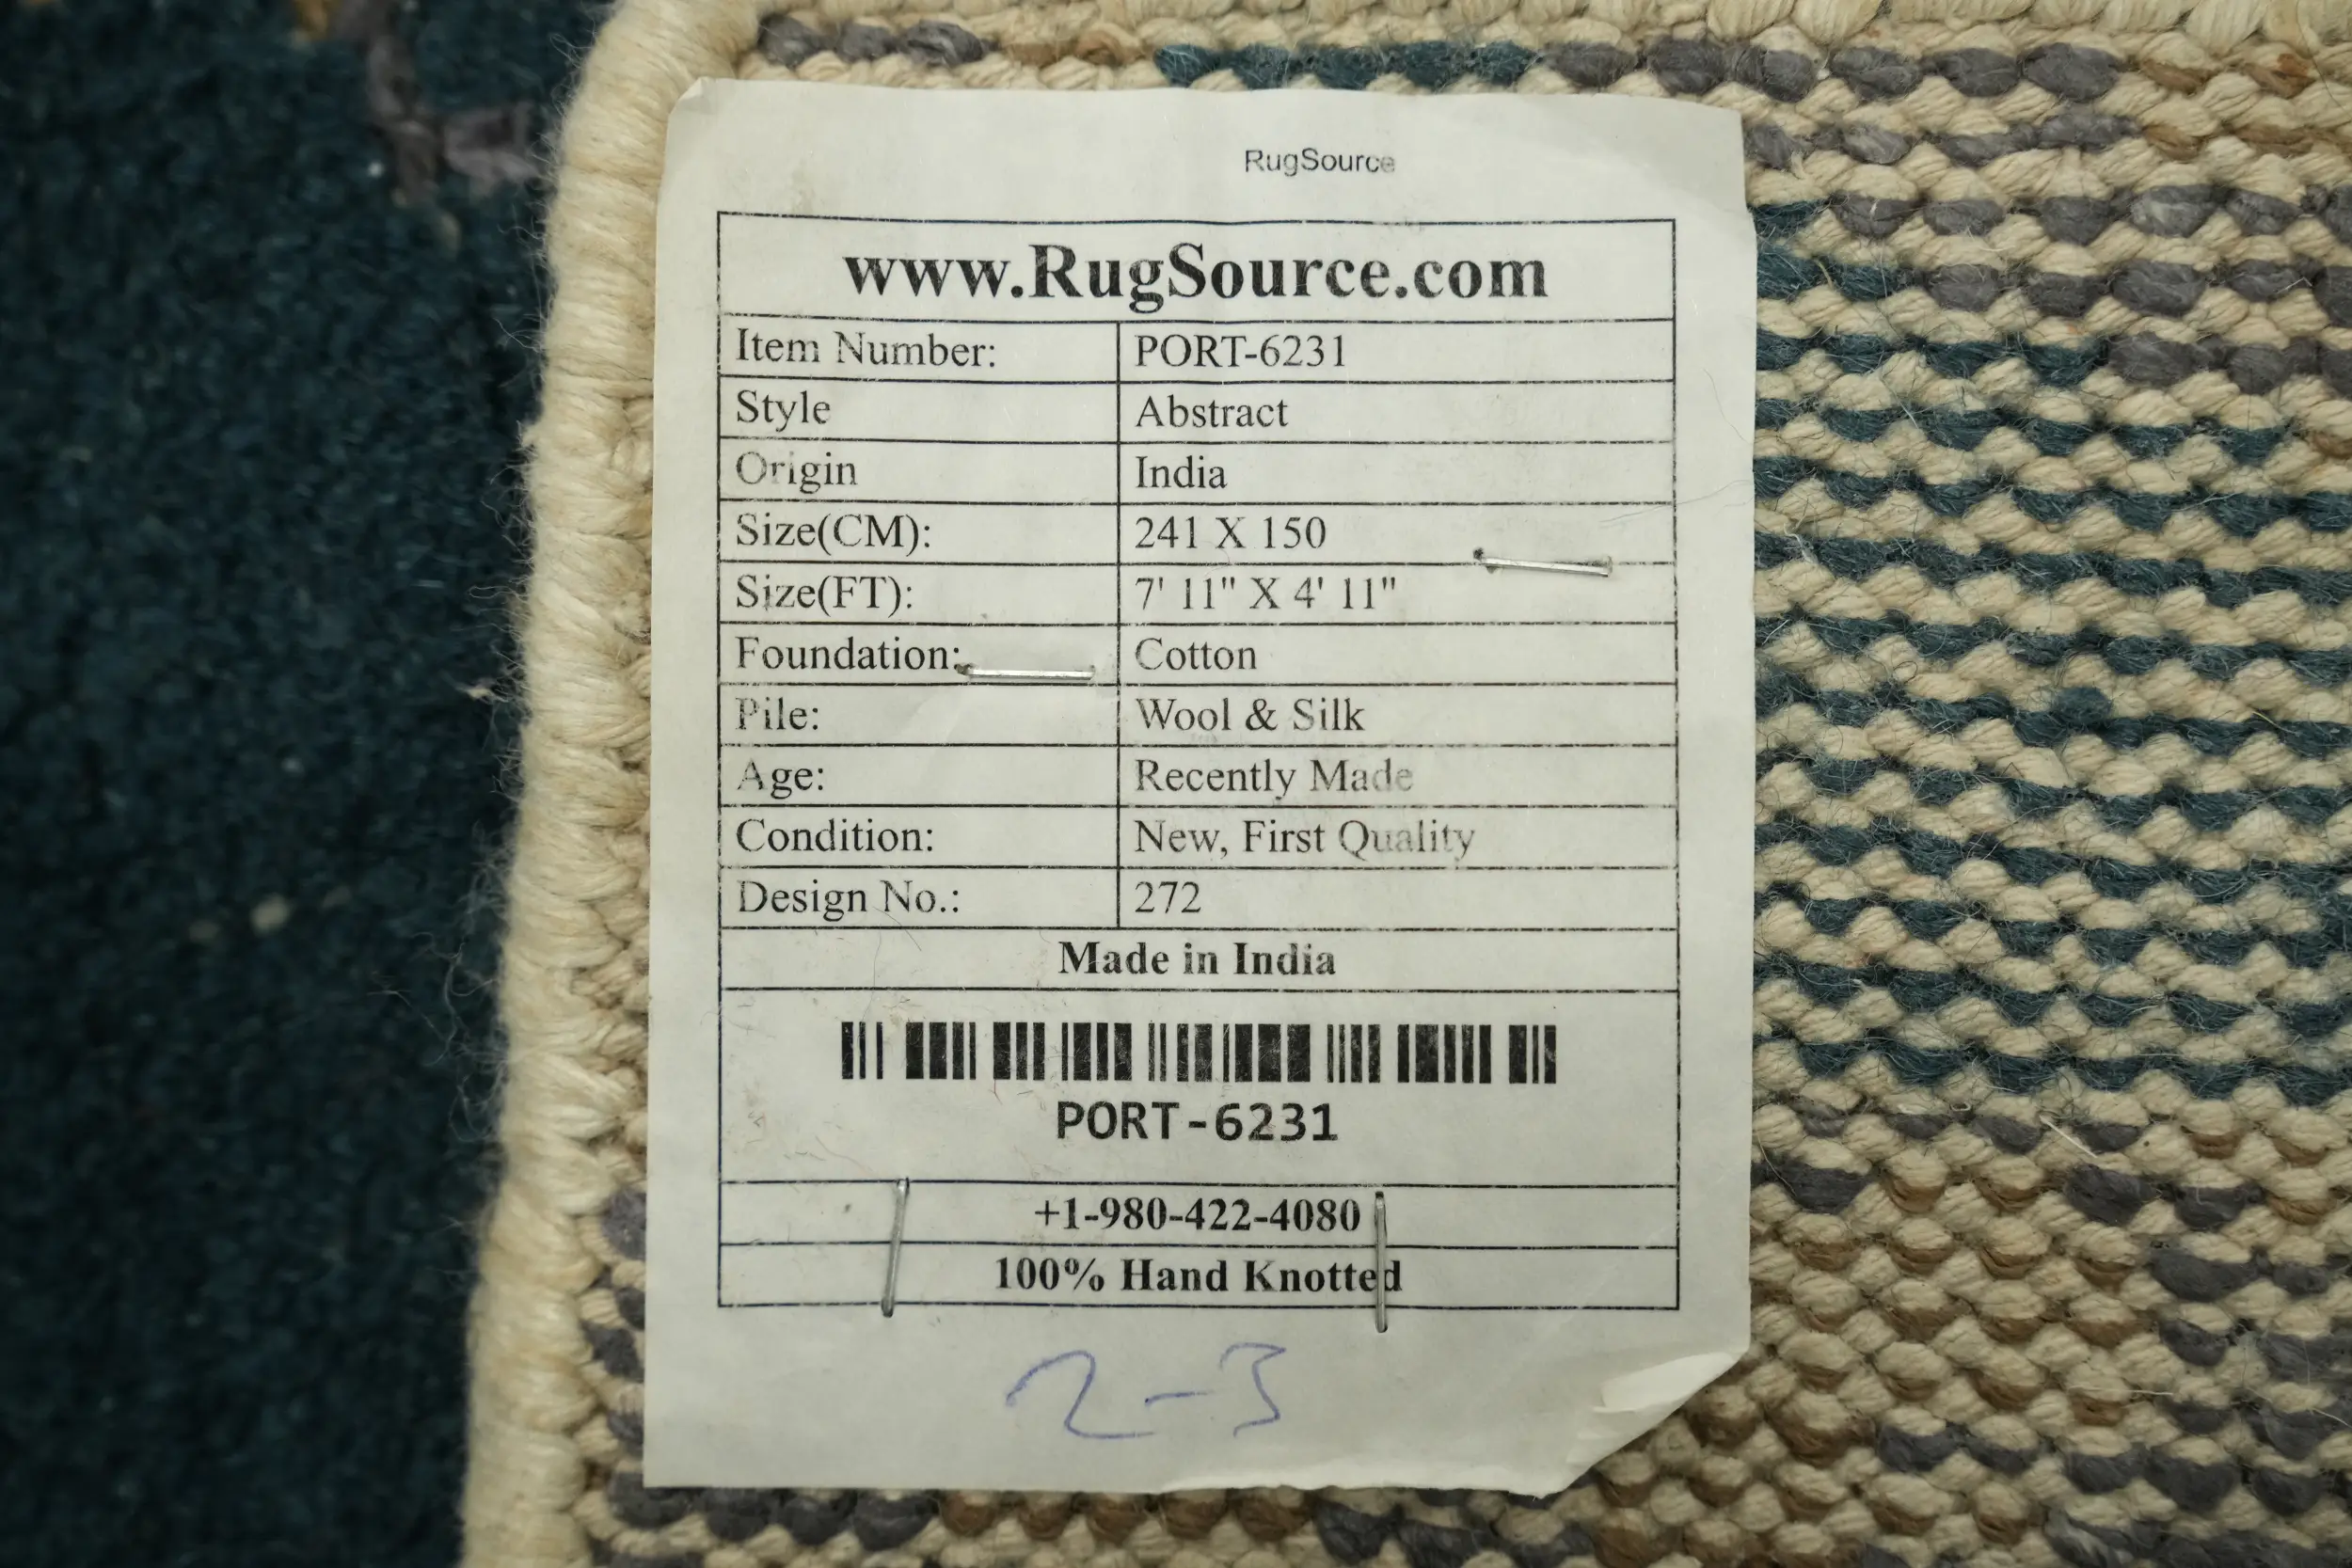 RugSource
www.RugSource.com
Item Number: PORT-6231
Style Abstract
Origin India
Size(CM): 241 X 150
Size(FT): 7' 11" X 4' 11"
Foundation: Cotton
Pile: Wool & Silk
Age: Recently Made
Condition: New, First Quality
Design No.: 272
Made in India
PORT-6231
+1-980-422-4080
100% Hand Knotted
2-3